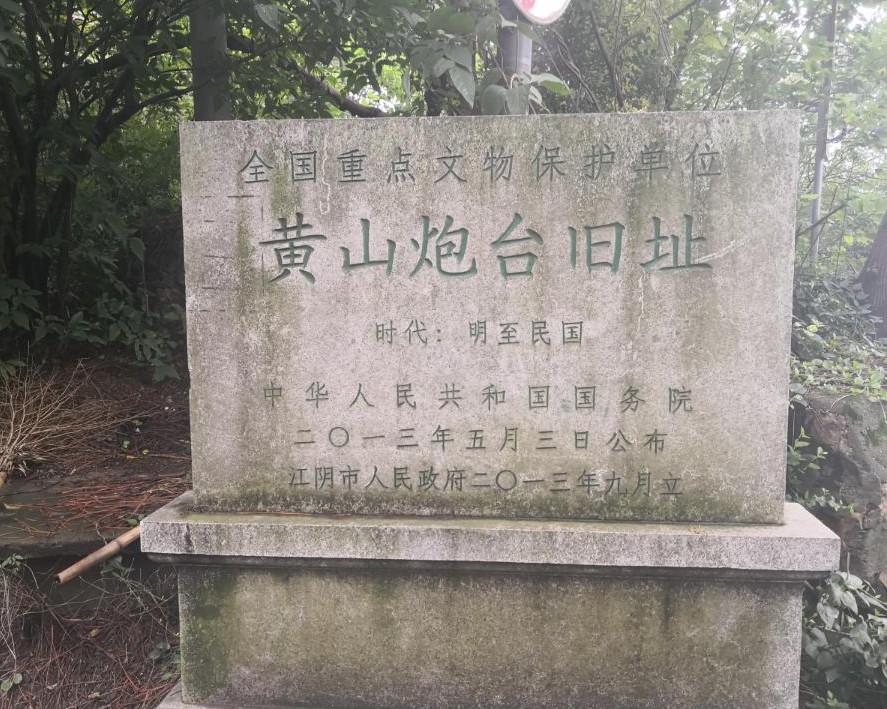 全国重点文物保护单位
黄山炮台旧址
时代：明至民国
中华人民共和国国务院
二〇一三年五月三日公布
江阴市人民政府二〇一三年九月立